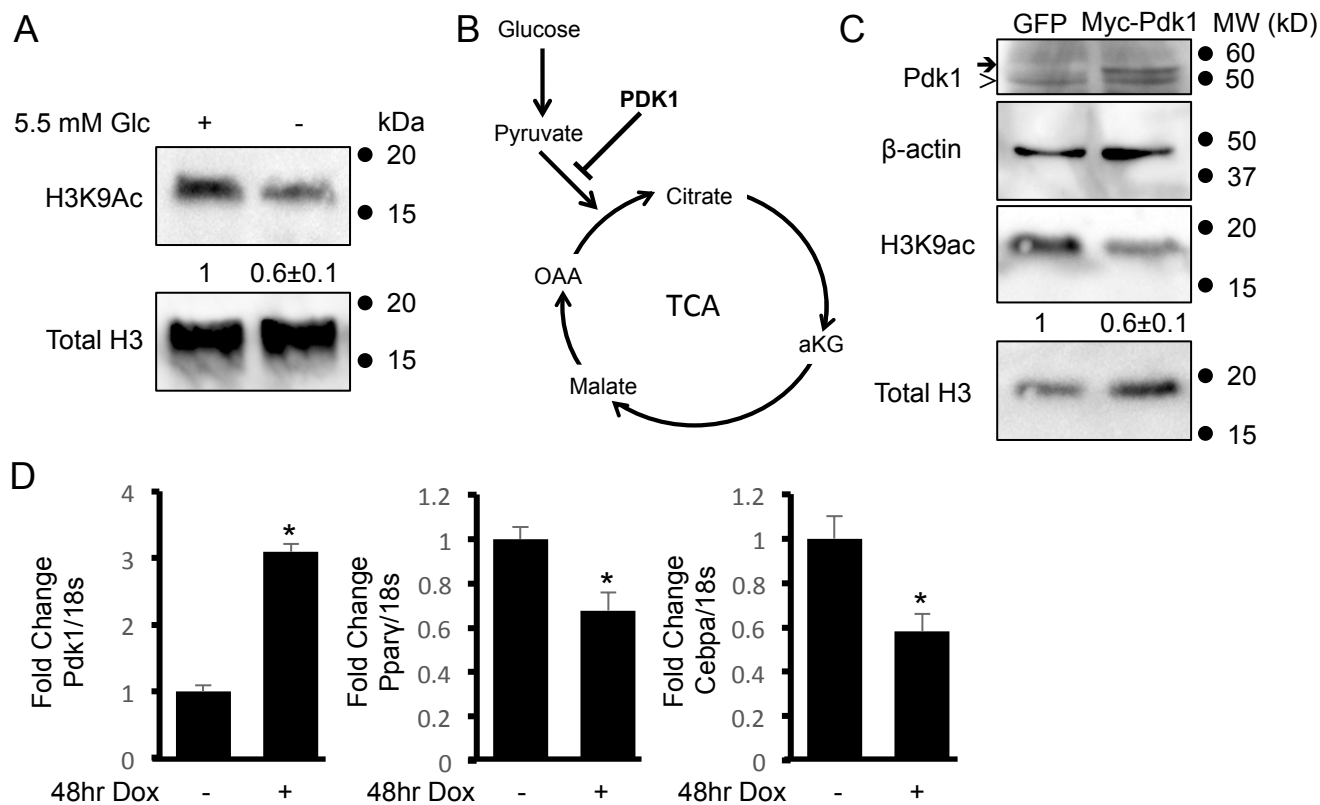 A
5.5 mM Glc + - kDa
20
H3K9Ac
15
1 0.6±0.1
20
Total H3
15
B
Glucose
PDK1
Pyruvate
Citrate
OAA
TCA
aKG
Malate
C
GFP Myc-Pdk1 MW (kD)
60
Pdk1
50
β-actin
50
37
H3K9ac
20
15
1 0.6±0.1
Total H3
20
15
D
Fold Change
Pdk1/18s
4
3
2
1
0
*
48hr Dox - +
Fold Change
Pparγ/18s
1.2
1
0.8
0.6
0.4
0.2
0
*
48hr Dox - +
Fold Change
Cebpa/18s
1.2
1
0.8
0.6
0.4
0.2
0
*
48hr Dox - +